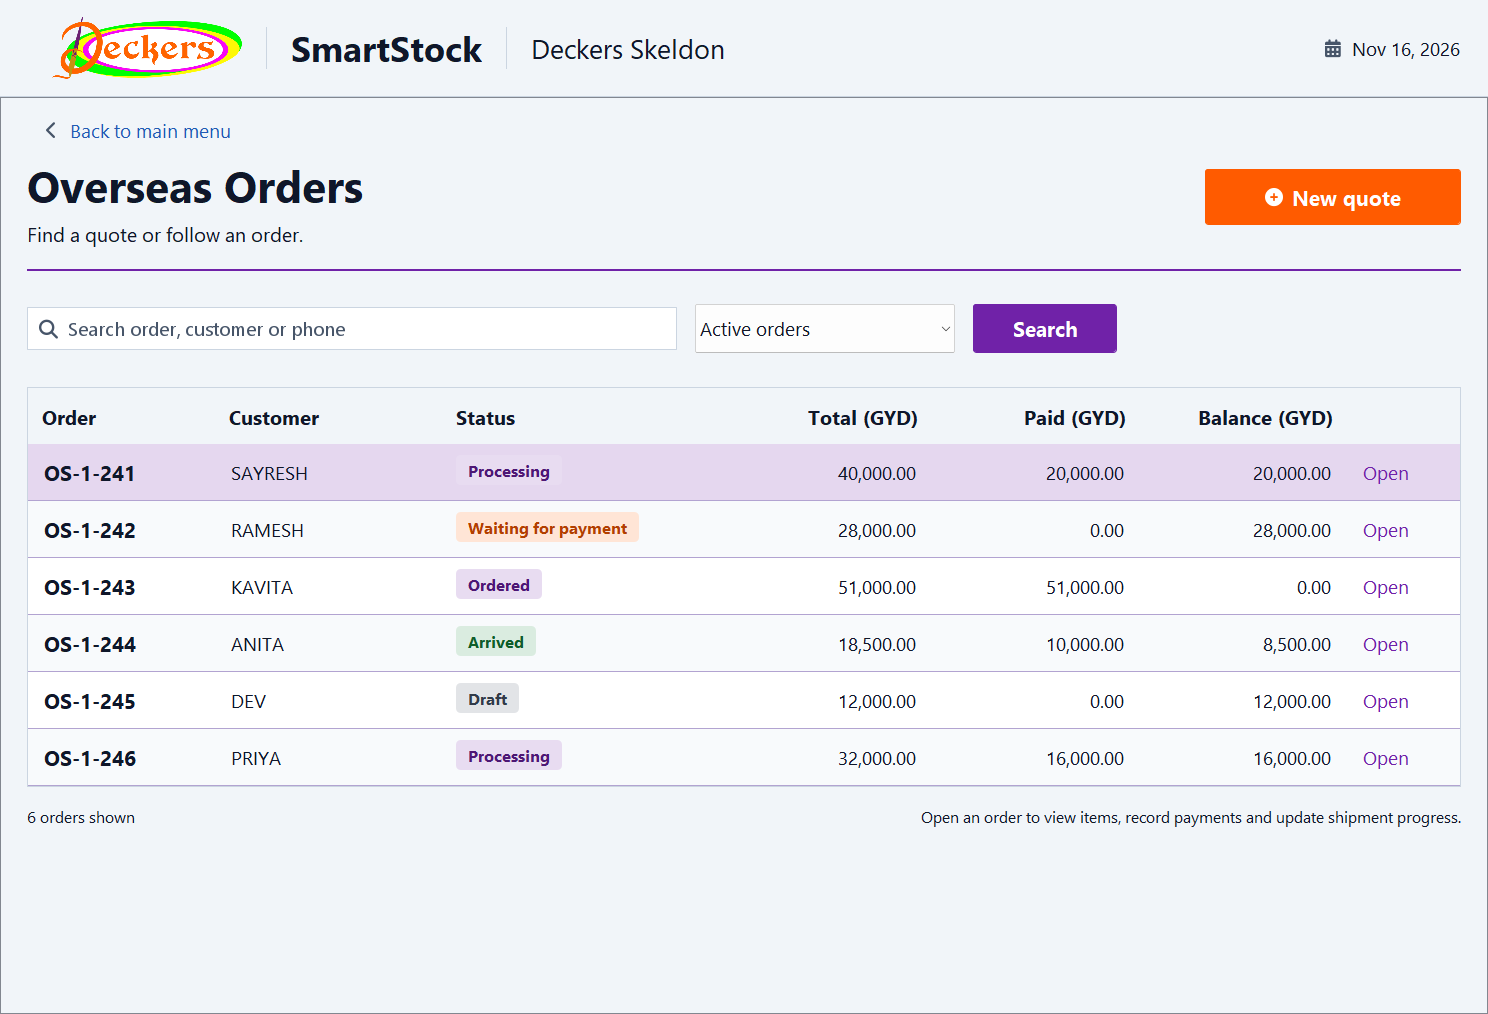 Deckers
SmartStock
Deckers Skeldon
Nov 16, 2026
Back to main menu
Overseas Orders
New quote
Find a quote or follow an order.
Search order, customer or phone
Active orders
Search
Order Customer Status Total (GYD) Paid (GYD) Balance (GYD)
OS-1-241 SAYRESH Processing 40,000.00 20,000.00 20,000.00 Open
OS-1-242 RAMESH Waiting for payment 28,000.00 0.00 28,000.00 Open
OS-1-243 KAVITA Ordered 51,000.00 51,000.00 0.00 Open
OS-1-244 ANITA Arrived 18,500.00 10,000.00 8,500.00 Open
OS-1-245 DEV Draft 12,000.00 0.00 12,000.00 Open
OS-1-246 PRIYA Processing 32,000.00 16,000.00 16,000.00 Open
6 orders shown
Open an order to view items, record payments and update shipment progress.